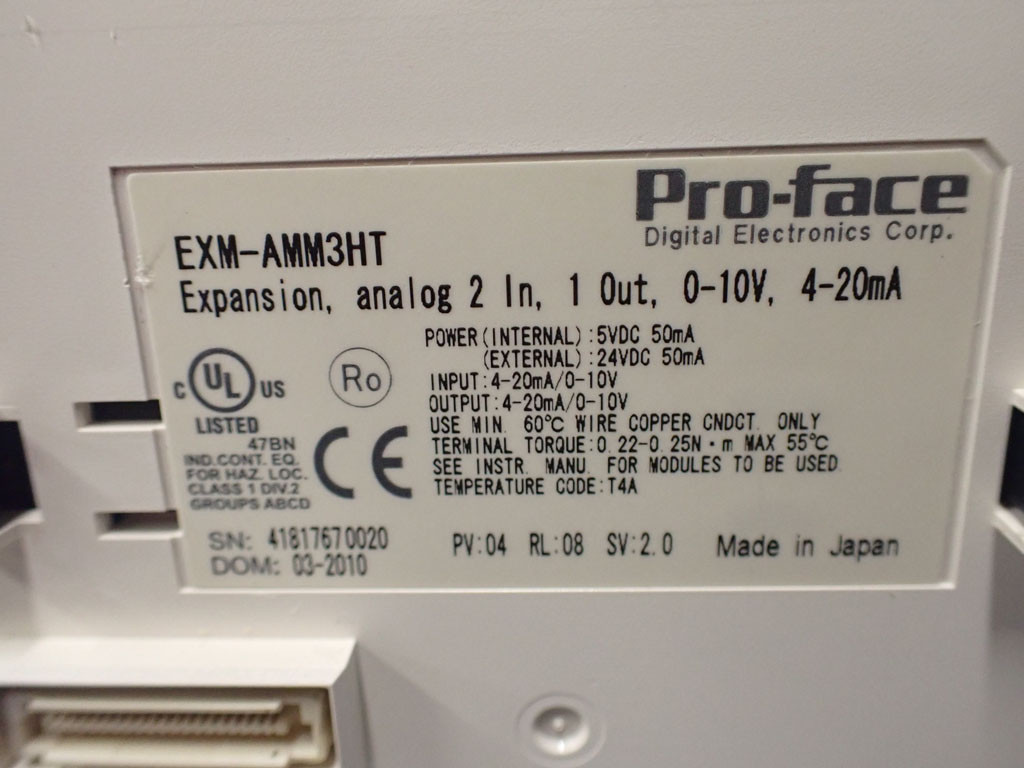 Pro-face
Digital Electronics Corp.
EXM-AMM3HT
Expansion, analog 2 In, 1 Out, 0-10V, 4-20mA
POWER(INTERNAL):5VDC 50mA
(EXTERNAL):24VDC 50mA
INPUT:4-20mA/0-10V
OUTPUT:4-20mA/0-10V
USE MIN. 60℃ WIRE COPPER CNDCT. ONLY
TERMINAL TORQUE:0.22-0.25N・m MAX 55℃
SEE INSTR. MANU. FOR MODULES TO BE USED
TEMPERATURE CODE:T4A
C UL US
LISTED
47BN
IND.CONT. EQ.
FOR HAZ. LOC.
CLASS 1 DIV.2
GROUPS ABCD
Ro
CE
SN: 41817670020
DOM: 03-2010
PV:04 RL:08 SV:2.0 Made in Japan